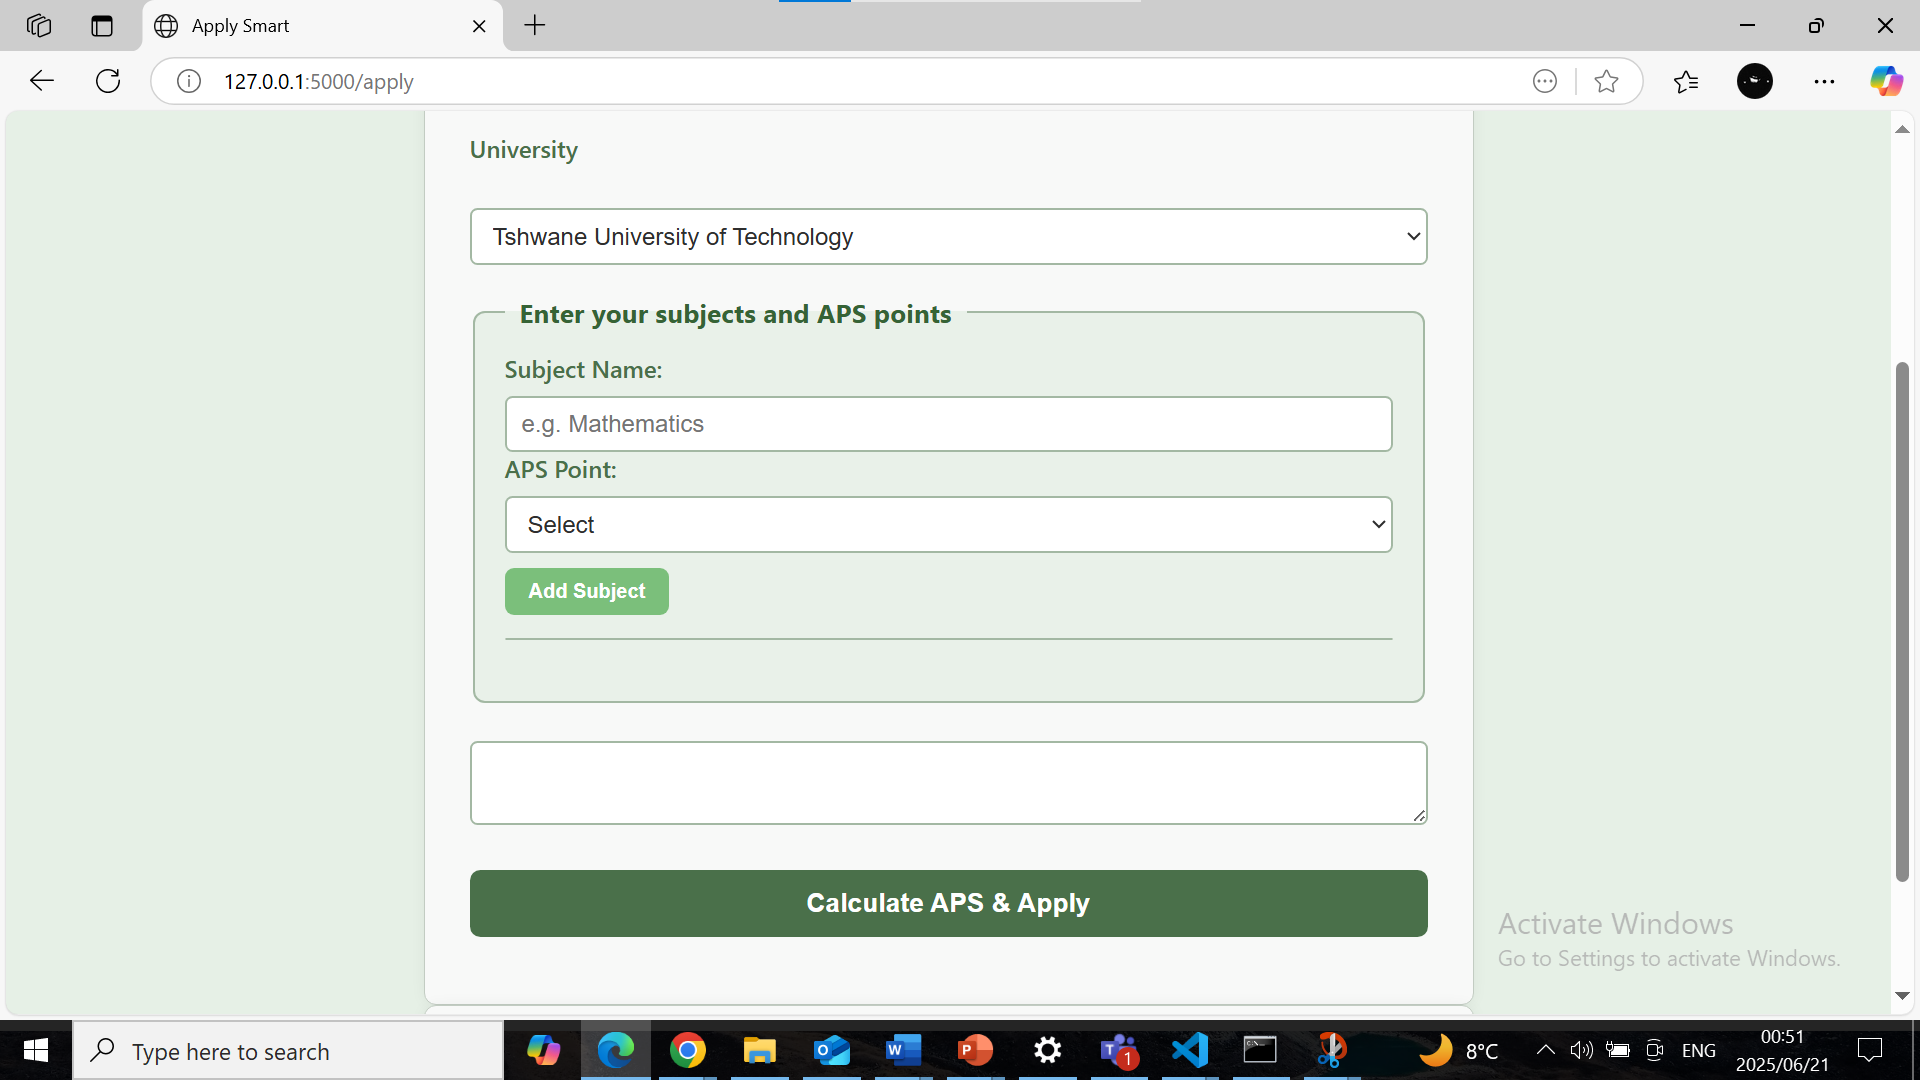 Apply Smart
127.0.0.1:5000/apply
University
Tshwane University of Technology
Enter your subjects and APS points
Subject Name:
e.g. Mathematics
APS Point:
Select
Add Subject
Calculate APS & Apply
Activate Windows
Go to Settings to activate Windows.
Type here to search
1
8°C
ENG
00:51
2025/06/21